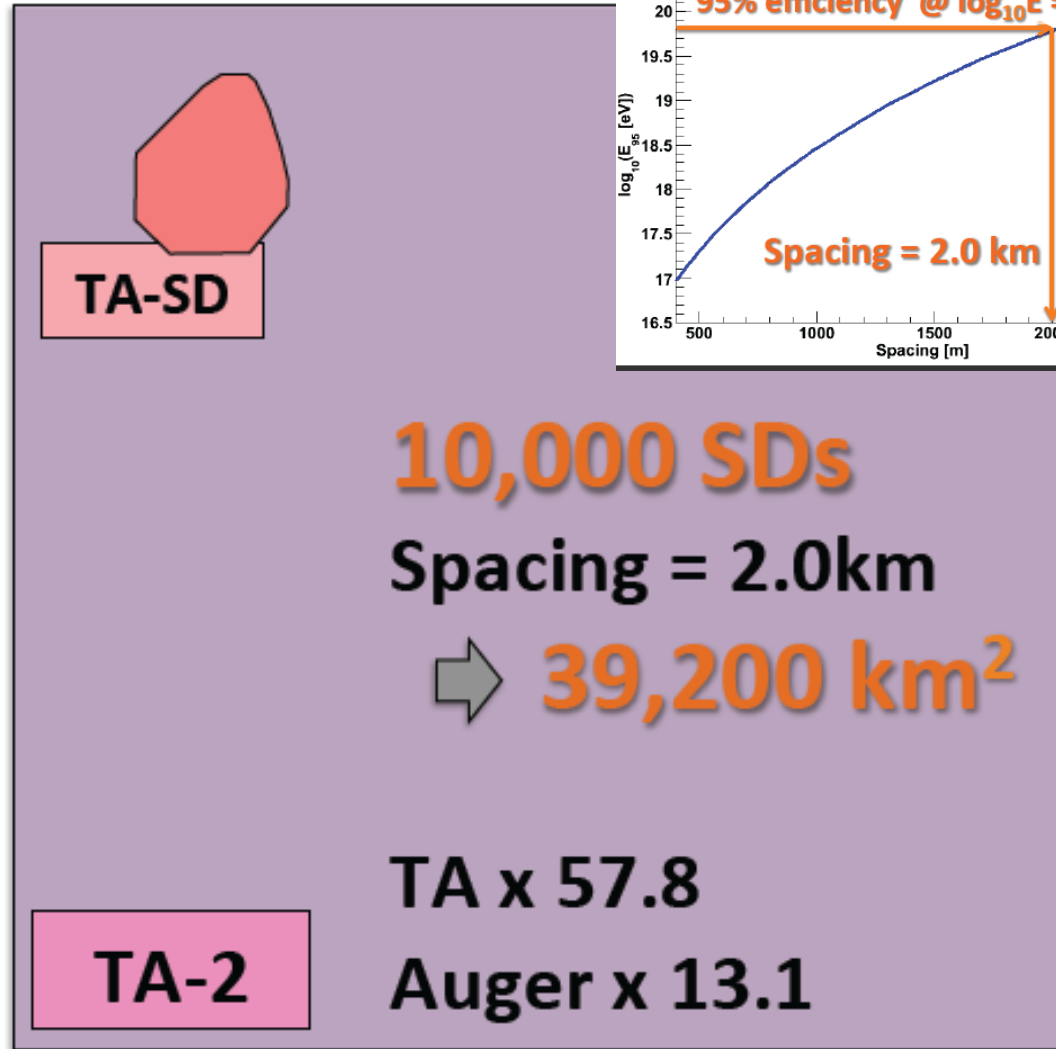 95% efficiency @ log10E =
20
19.5
19
18.5
18
17.5
17
16.5
log10(E95 [eV])
Spacing = 2.0 km
500 1000 1500 200
Spacing [m]
TA-SD
10,000 SDs
Spacing = 2.0km
39,200 km²
TA x 57.8
Auger x 13.1
TA-2